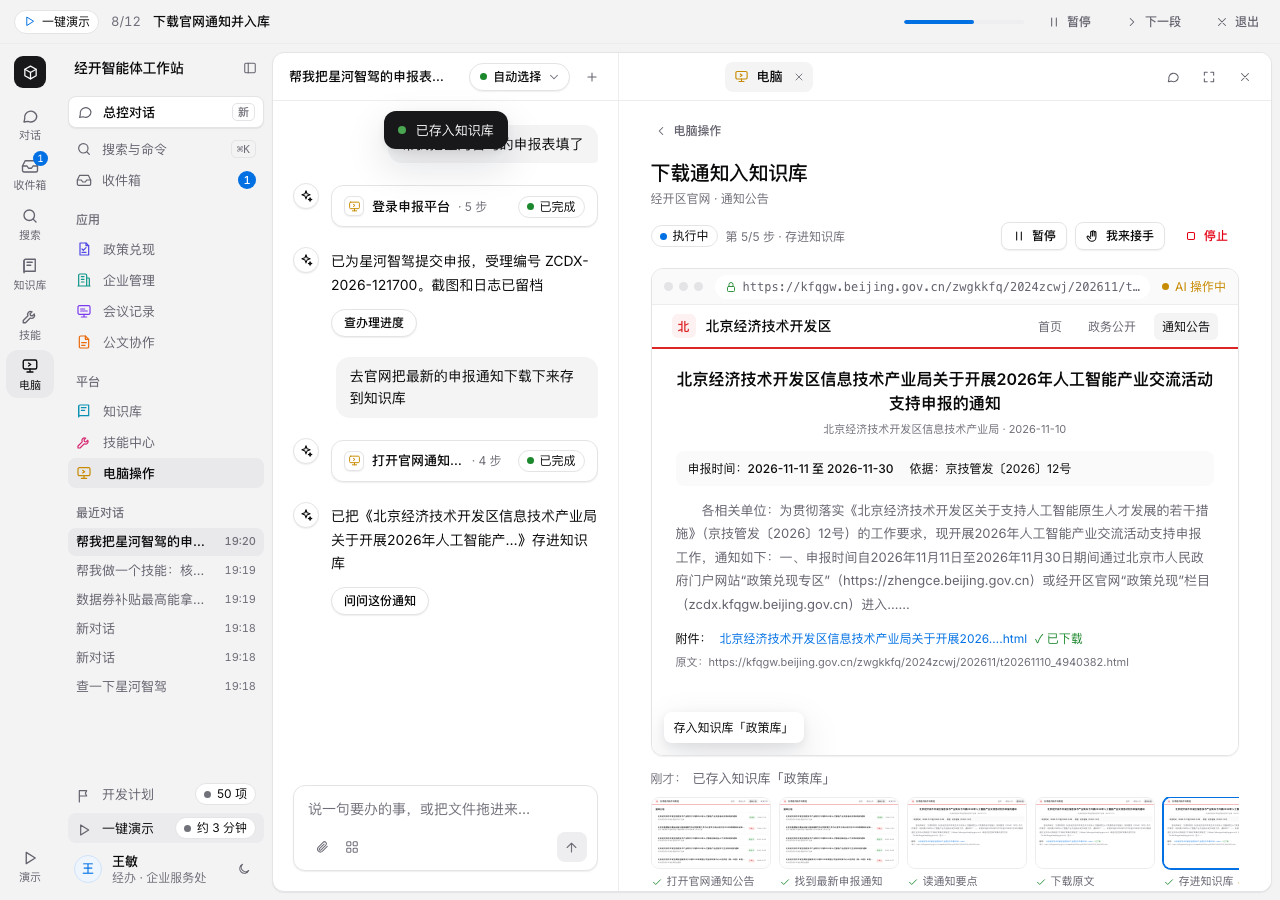 一键演示
8/12
下载官网通知并入库
暂停
下一段
退出
对话
1
收件箱
搜索
知识库
技能
电脑
演示
经开智能体工作站
总控对话
新
搜索与命令
⌘K
收件箱
1
应用
政策兑现
企业管理
会议记录
公文协作
平台
知识库
技能中心
电脑操作
最近对话
帮我把星河智驾的申… 19:20
帮我做一个技能：核… 19:19
数据券补贴最高能拿… 19:19
新对话 19:18
新对话 19:18
查一下星河智驾 19:18
开发计划 50 项
一键演示 约 3 分钟
王
王敏
经办 · 企业服务处
帮我把星河智驾的申报表…
自动选择
已存入知识库
的申报表填了
登录申报平台 · 5 步 已完成
已为星河智驾提交申报，受理编号 ZCDX-
2026-121700。截图和日志已留档
查办理进度
去官网把最新的申报通知下载下来存
到知识库
打开官网通知… · 4 步 已完成
已把《北京经济技术开发区信息技术产业局
关于开展2026年人工智能产…》存进知识
库
问问这份通知
说一句要办的事，或把文件拖进来…
电脑
电脑操作
下载通知入知识库
经开区官网 · 通知公告
执行中
第 5/5 步 · 存进知识库
暂停
我来接手
停止
https://kfqgw.beijing.gov.cn/zwgkkfq/2024zcwj/202611/t…
AI 操作中
北
北京经济技术开发区
首页
政务公开
通知公告
北京经济技术开发区信息技术产业局关于开展2026年人工智能产业交流活动
支持申报的通知
北京经济技术开发区信息技术产业局 · 2026-11-10
申报时间：2026-11-11 至 2026-11-30 依据：京技管发〔2026〕12号
各相关单位：为贯彻落实《北京经济技术开发区关于支持人工智能原生人才发展的若干措
施》（京技管发〔2026〕12号）的工作要求，现开展2026年人工智能产业交流活动支持申报
工作，通知如下：一、申报时间自2026年11月11日至2026年11月30日期间通过北京市人民政
府门户网站“政策兑现专区”（https://zhengce.beijing.gov.cn）或经开区官网“政策兑现”栏目
（zcdx.kfqgw.beijing.gov.cn）进入……
附件： 北京经济技术开发区信息技术产业局关于开展2026....html ✓ 已下载
原文：https://kfqgw.beijing.gov.cn/zwgkkfq/2024zcwj/202611/t20261110_4940382.html
存入知识库「政策库」
刚才： 已存入知识库「政策库」
打开官网通知公告
找到最新申报通知
读通知要点
下载原文
存进知识库